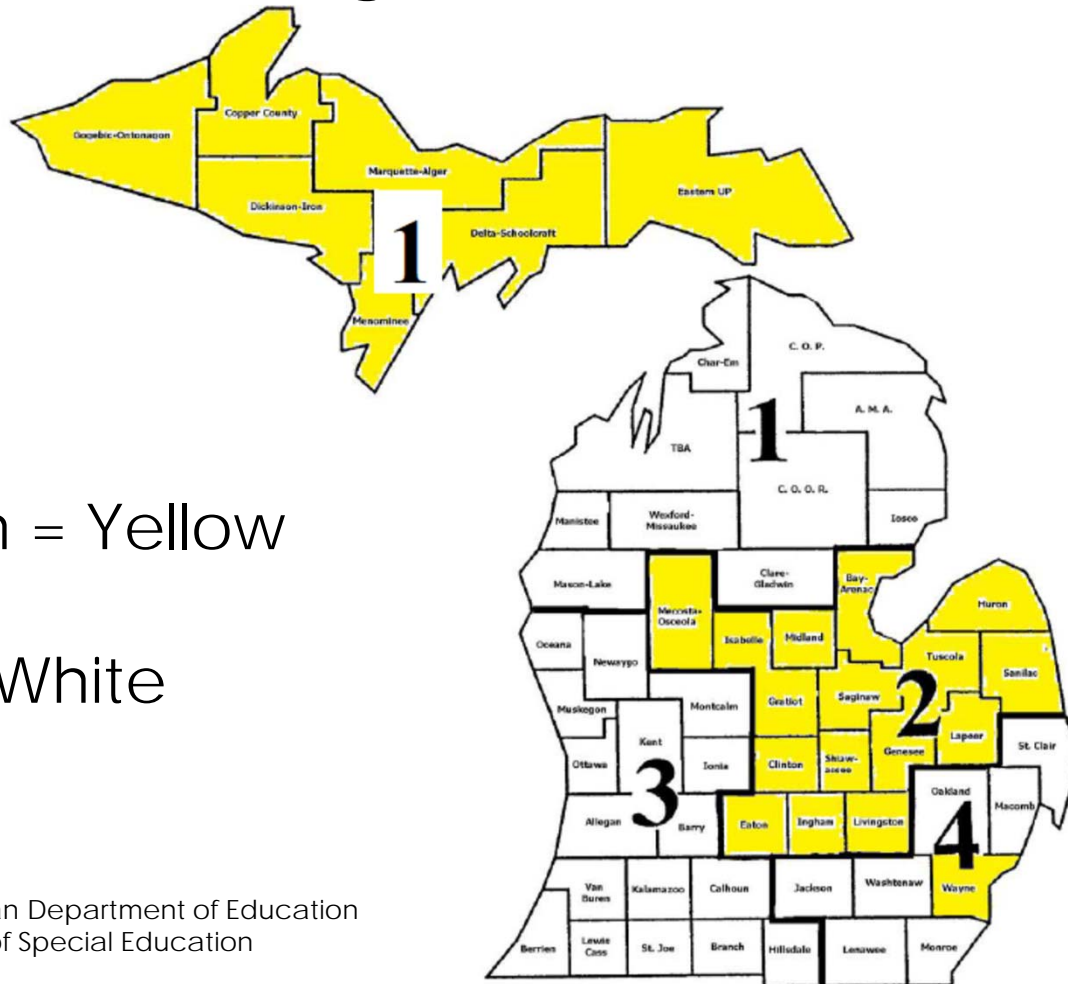 Copper County
Gogebic-Ontonagon
Marquette-Alger
Eastern UP
Dickinson-Iron
Delta-Schoolcraft
1
Menominee
C. O. P.
Char-Em
A. M. A.
1
TBA
C. O. O. R.
n = Yellow
Manistee
Wexford-
Missaukee
Iosco
Mason-Lake
Clare-
Gladwin
Bay-
Arenac
Mecosta-
Osceola
Huron
Isabella
Midland
Oceana
Newaygo
Tuscola
Sanilac
White
Saginaw
2
Gratiot
Montcalm
Muskegon
Kent
Lapeer
St. Clair
Genesee
Ottawa
Ionia
Clinton
Shiaw-
assee
3
Oakland
Macomb
Allegan
Barry
Eaton
Ingham
Livingston
4
Van
Buren
Kalamazoo
Calhoun
Jackson
Washtenaw
Wayne
an Department of Education
of Special Education
Berrien
Lewis
Cass
St. Joe
Branch
Hillsdale
Lenawee
Monroe